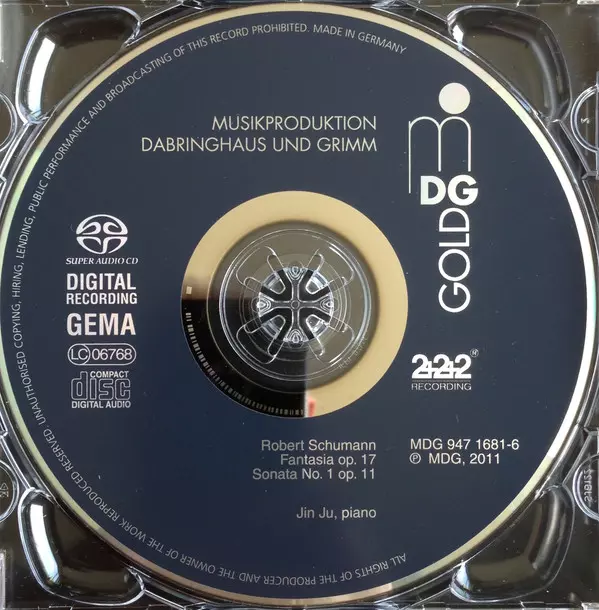 ALL RIGHTS OF THE PRODUCER AND THE OWNER OF THE WORK REPRODUCED RESERVED. UNAUTHORISED COPYING, HIRING, LENDING, PUBLIC PERFORMANCE AND BROADCASTING OF THIS RECORD PROHIBITED. MADE IN GERMANY
MUSIKPRODUKTION
DABRINGHAUS UND GRIMM
mDG
GOLD
SUPER AUDIO CD
DIGITAL
RECORDING
GEMA
LC 06768
COMPACT
disc
DIGITAL AUDIO
2+2+2
RECORDING
Robert Schumann
Fantasia op. 17
Sonata No. 1 op. 11
Jin Ju, piano
MDG 947 1681-6
℗ MDG, 2011